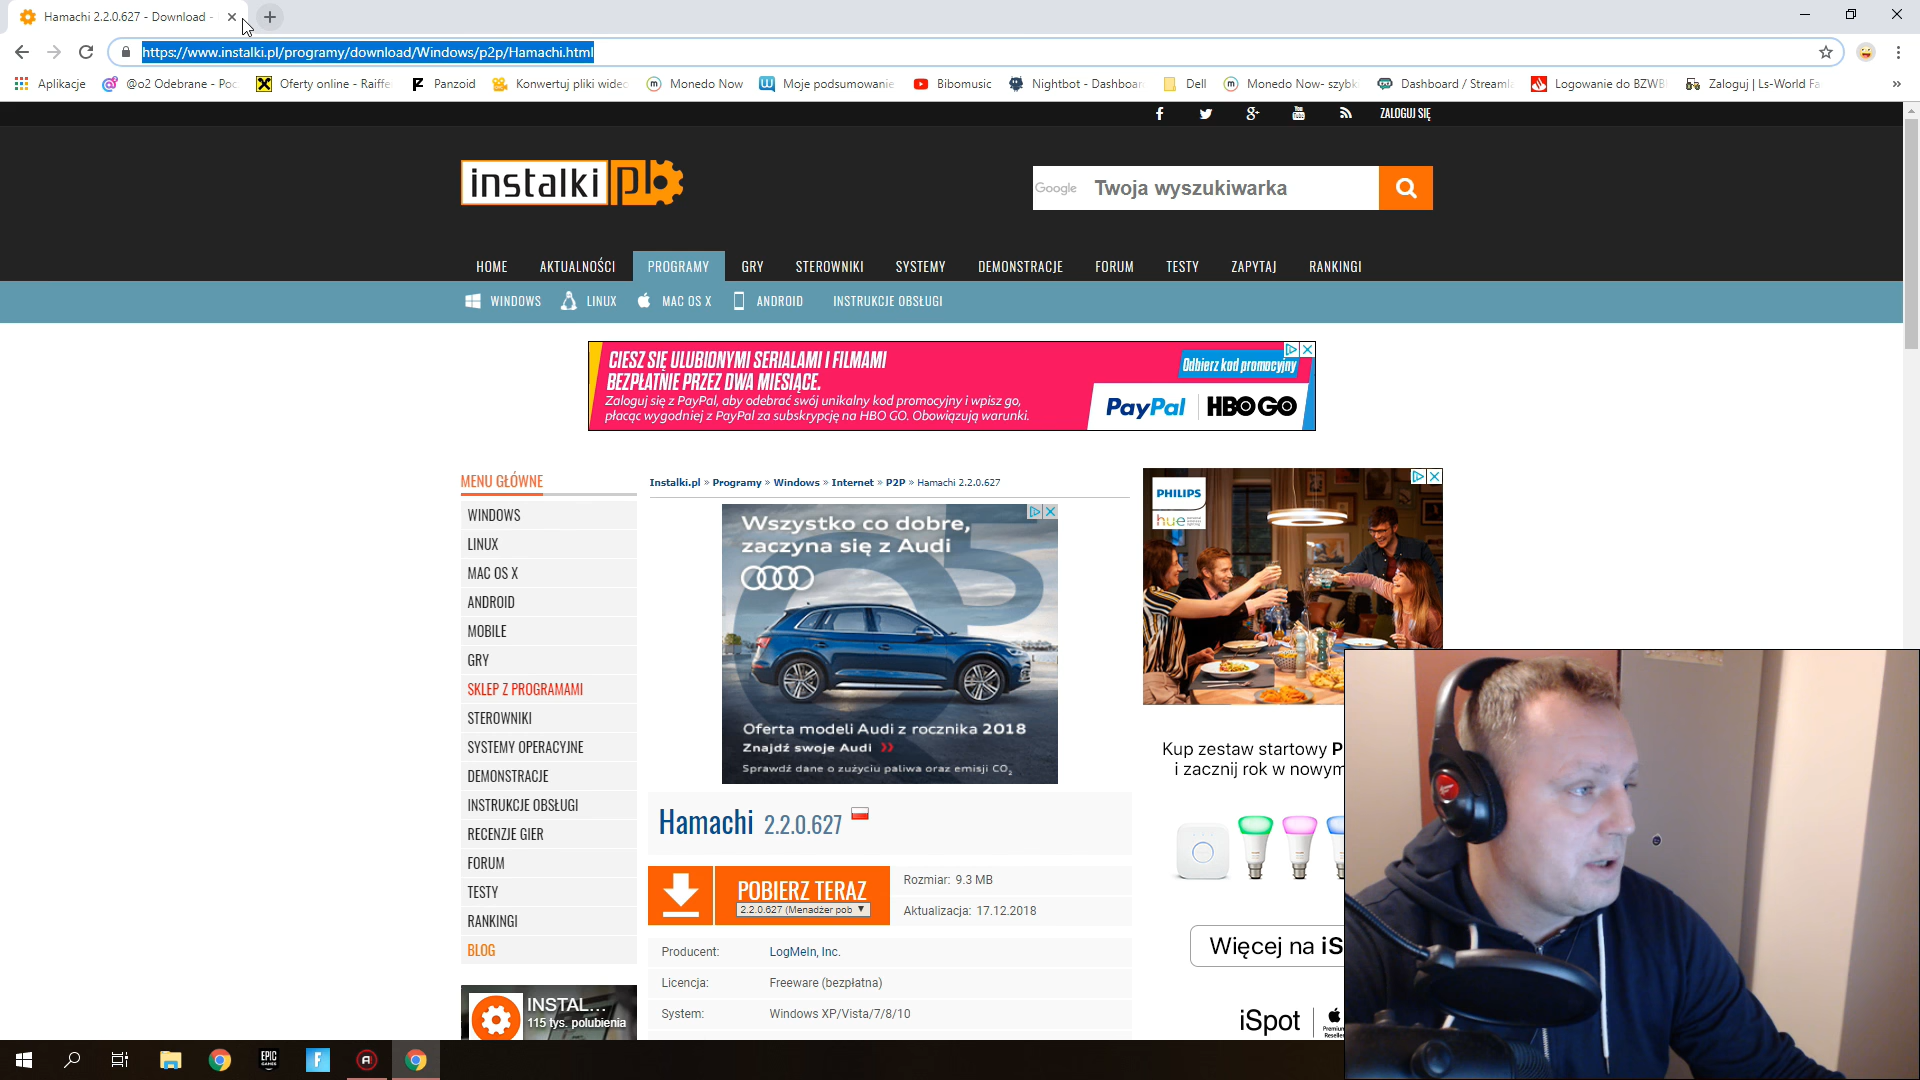 Hamachi 2.2.0.627 - Download -
https://www.instalki.pl/programy/download/Windows/p2p/Hamachi.html
Aplikacje @o2 Odebrane - Poc Oferty online - Raiffe Panzoid Konwertuj pliki widec Monedo Now Moje podsumowanie Bibomusic Nightbot - Dashboar Dell Monedo Now- szybk Dashboard / Streamla Logowanie do BZWB Zaloguj | Ls-World Fa »
ZALOGUJ SIĘ
instalki pl
Google Twoja wyszukiwarka
HOME AKTUALNOŚCI PROGRAMY GRY STEROWNIKI SYSTEMY DEMONSTRACJE FORUM TESTY ZAPYTAJ RANKINGI
WINDOWS LINUX MAC OS X ANDROID INSTRUKCJE OBSŁUGI
CIESZ SIĘ ULUBIONYMI SERIALAMI I FILMAMI
BEZPŁATNIE PRZEZ DWA MIESIĄCE.
Zaloguj się z PayPal, aby odebrać swój unikalny kod promocyjny i wpisz go,
płacąc wygodniej z PayPal za subskrypcję na HBO GO. Obowiązują warunki.
Odbierz kod promocyjny
PayPal HBO GO
MENU GŁÓWNE
WINDOWS
LINUX
MAC OS X
ANDROID
MOBILE
GRY
SKLEP Z PROGRAMAMI
STEROWNIKI
SYSTEMY OPERACYJNE
DEMONSTRACJE
INSTRUKCJE OBSŁUGI
RECENZJE GIER
FORUM
TESTY
RANKINGI
BLOG
INSTAL...
115 tys. polubienia
Instalki.pl » Programy » Windows » Internet » P2P » Hamachi 2.2.0.627
Wszystko co dobre,
zaczyna się z Audi
Oferta modeli Audi z rocznika 2018
Znajdź swoje Audi
Sprawdź dane o zużyciu paliwa oraz emisji CO2
Hamachi 2.2.0.627
POBIERZ TERAZ
2.2.0.627 (Menadżer pob
Rozmiar: 9.3 MB
Aktualizacja: 17.12.2018
Producent: LogMeIn, Inc.
Licencja: Freeware (bezpłatna)
System: Windows XP/Vista/7/8/10
PHILIPS
hue
Kup zestaw startowy P
i zacznij rok w nowym
Więcej na iS
iSpot
Premium
Reseller
EPIC
GAMES